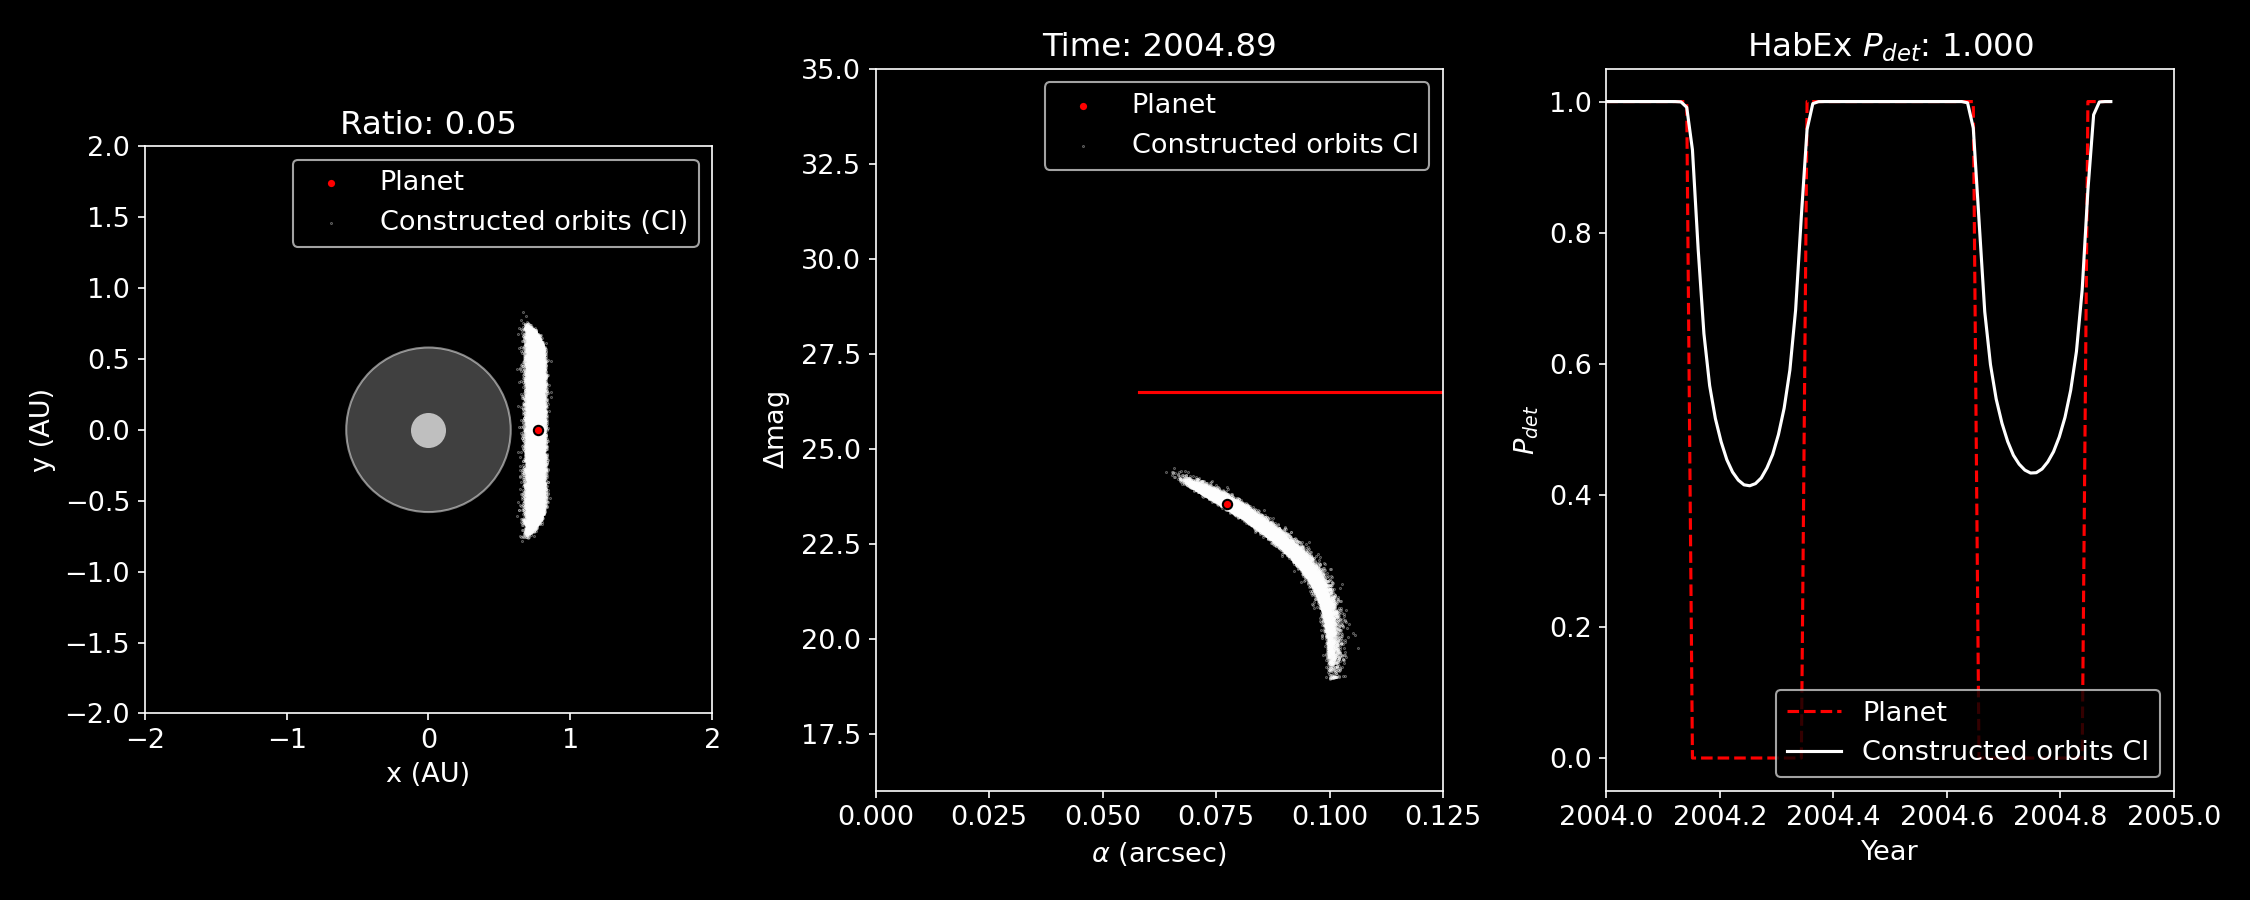 Ratio: 0.05
Planet
Constructed orbits (CI)
2.0
1.5
1.0
0.5
0.0
−0.5
−1.0
−1.5
−2.0
y (AU)
−2
−1
0
1
2
x (AU)
Time: 2004.89
Planet
Constructed orbits CI
35.0
32.5
30.0
27.5
25.0
22.5
20.0
17.5
Δmag
0.000
0.025
0.050
0.075
0.100
0.125
α (arcsec)
HabEx P_det: 1.000
1.0
0.8
0.6
0.4
0.2
0.0
P_det
Planet
Constructed orbits CI
2004.0
2004.2
2004.4
2004.6
2004.8
2005.0
Year